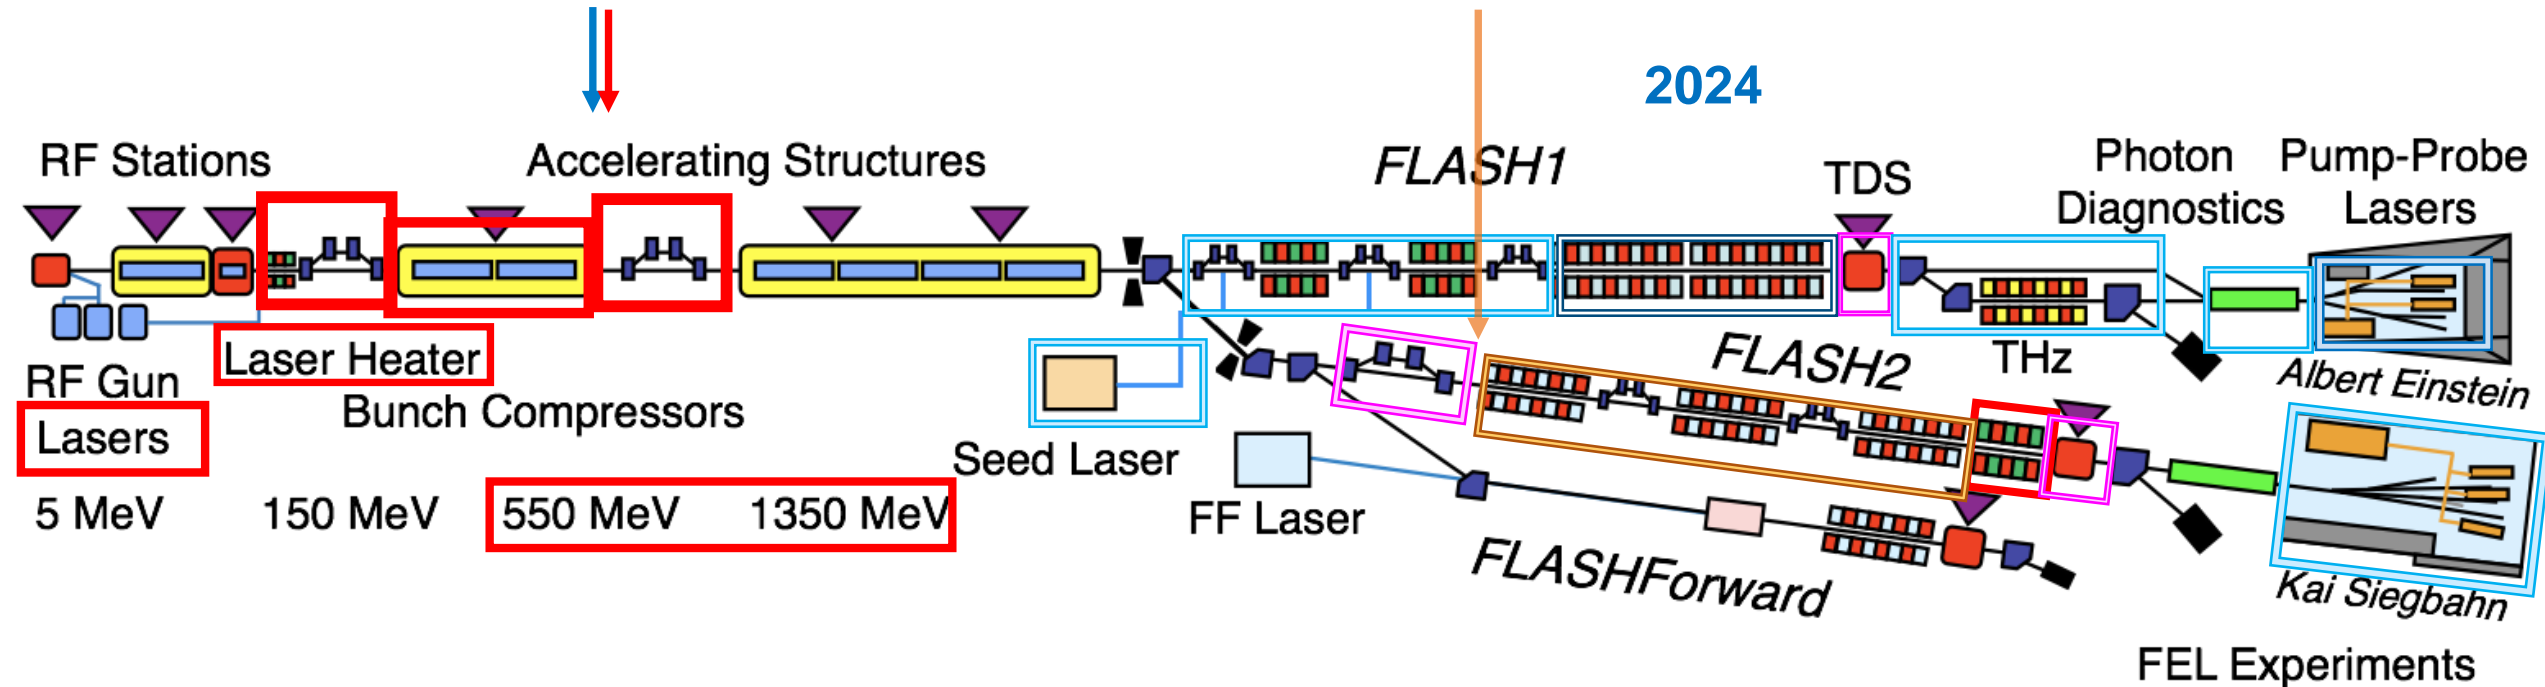 2024
RF Stations
Accelerating Structures
FLASH1
TDS
Photon
Diagnostics
Pump-Probe
Lasers
Laser Heater
RF Gun
Lasers
Bunch Compressors
Seed Laser
FLASH2
THz
Albert Einstein
5 MeV
150 MeV
550 MeV
1350 MeV
FF Laser
FLASHForward
Kai Siegbahn
FEL Experiments